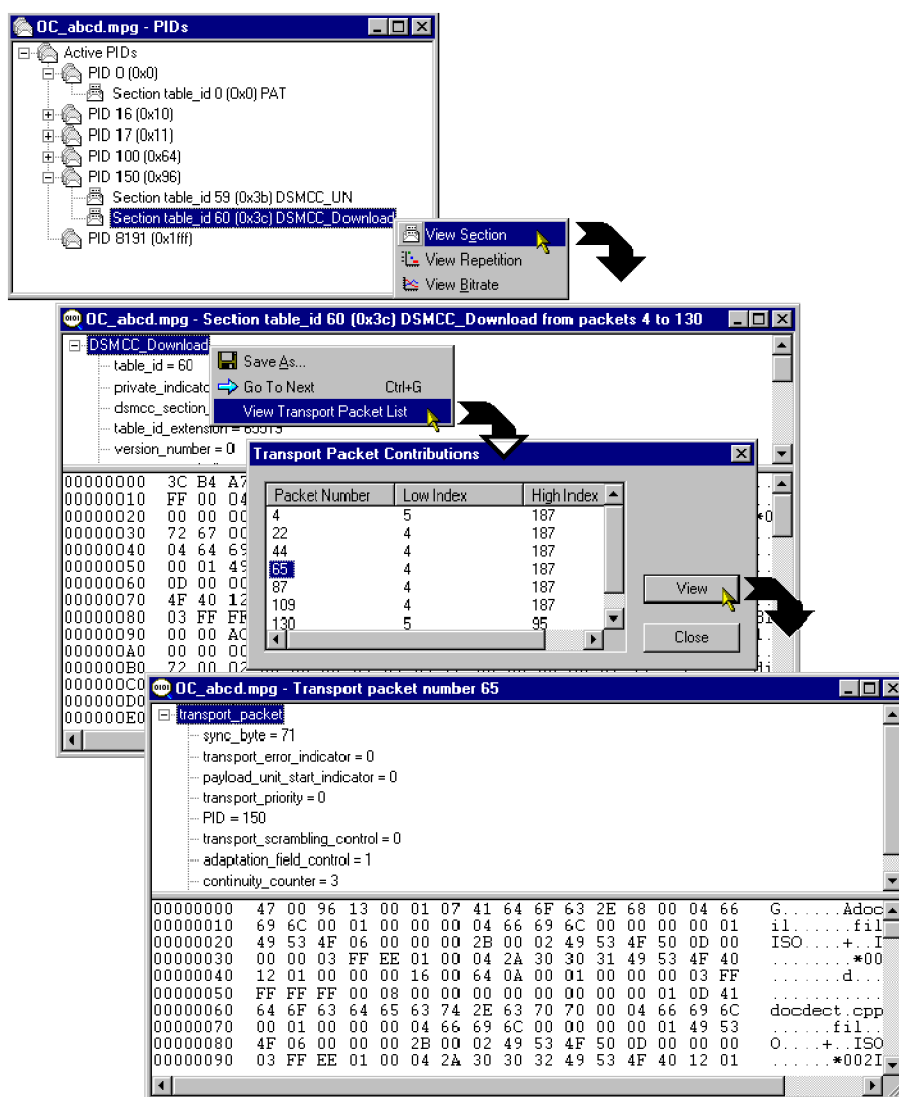 OC_abcd.mpg - PIDs
Active PIDs
PID 0 (0x0)
Section table_id 0 (0x0) PAT
PID 16 (0x10)
PID 17 (0x11)
PID 100 (0x64)
PID 150 (0x96)
Section table_id 59 (0x3b) DSMCC_UN
Section table_id 60 (0x3c) DSMCC_Download
PID 8191 (0x1fff)
View Section
View Repetition
View Bitrate
OC_abcd.mpg - Section table_id 60 (0x3c) DSMCC_Download from packets 4 to 130
DSMCC_Download
table_id = 60
private_indicato
dsmcc_section_
table_id_extension = 65519
version_number = 0
Save As...
Go To Next Ctrl+G
View Transport Packet List
00000000 3C B4 A7
00000010 FF 00 04
00000020 00 00 00
00000030 72 67 00
00000040 04 64 69
00000050 00 01 49
00000060 0D 00 00
00000070 4F 40 12
00000080 03 FF FF
00000090 00 00 AC
000000A0 00 00 00
000000B0 72 00 02
000000C0
000000D0
000000E0
Transport Packet Contributions
Packet Number Low Index High Index
4 5 187
22 4 187
44 4 187
65 4 187
87 4 187
109 4 187
130 5 95
View
Close
OC_abcd.mpg - Transport packet number 65
transport_packet
sync_byte = 71
transport_error_indicator = 0
payload_unit_start_indicator = 0
transport_priority = 0
PID = 150
transport_scrambling_control = 0
adaptation_field_control = 1
continuity_counter = 3
00000000 47 00 96 13 00 01 07 41 64 6F 63 2E 68 00 04 66 G......Adoc
00000010 69 6C 00 01 00 00 00 04 66 69 6C 00 00 00 00 01 il......fil
00000020 49 53 4F 06 00 00 00 2B 00 02 49 53 4F 50 0D 00 ISO....+..I
00000030 00 00 03 FF EE 01 00 04 2A 30 30 31 49 53 4F 40 ........*00
00000040 12 01 00 00 00 16 00 64 0A 00 01 00 00 00 03 FF .......d...
00000050 FF FF FF 00 08 00 00 00 00 00 00 00 00 01 0D 41 ...........
00000060 64 6F 63 64 65 63 74 2E 63 70 70 00 04 66 69 6C docdect.cpp
00000070 00 01 00 00 00 04 66 69 6C 00 00 00 00 01 49 53 ......fil..
00000080 4F 06 00 00 00 2B 00 02 49 53 4F 50 0D 00 00 00 O....+..ISO
00000090 03 FF EE 01 00 04 2A 30 30 32 49 53 4F 40 12 01 ......*002I